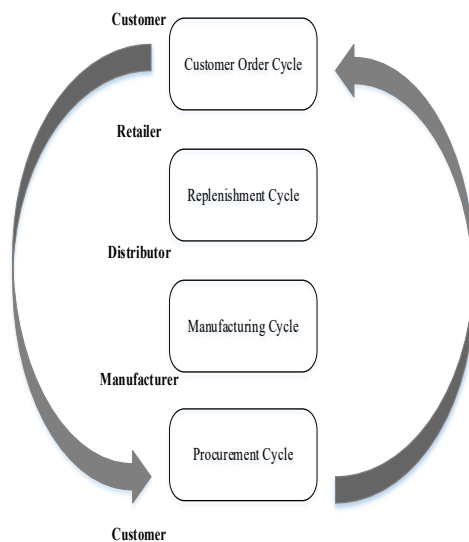 Customer
Customer Order Cycle
Retailer
Replenishment Cycle
Distributor
Manufacturing Cycle
Manufacturer
Procurement Cycle
Customer